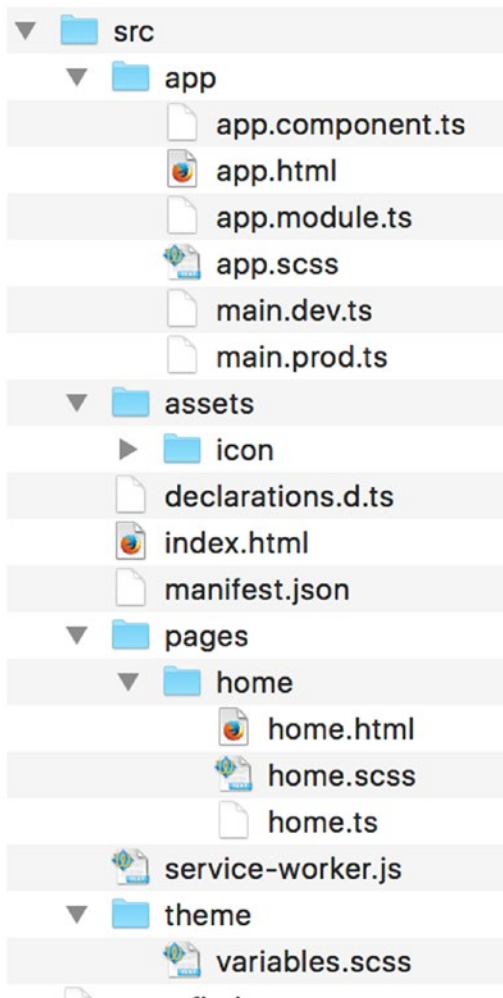 src
app
app.component.ts
app.html
app.module.ts
app.scss
main.dev.ts
main.prod.ts
assets
icon
declarations.d.ts
index.html
manifest.json
pages
home
home.html
home.scss
home.ts
service-worker.js
theme
variables.scss